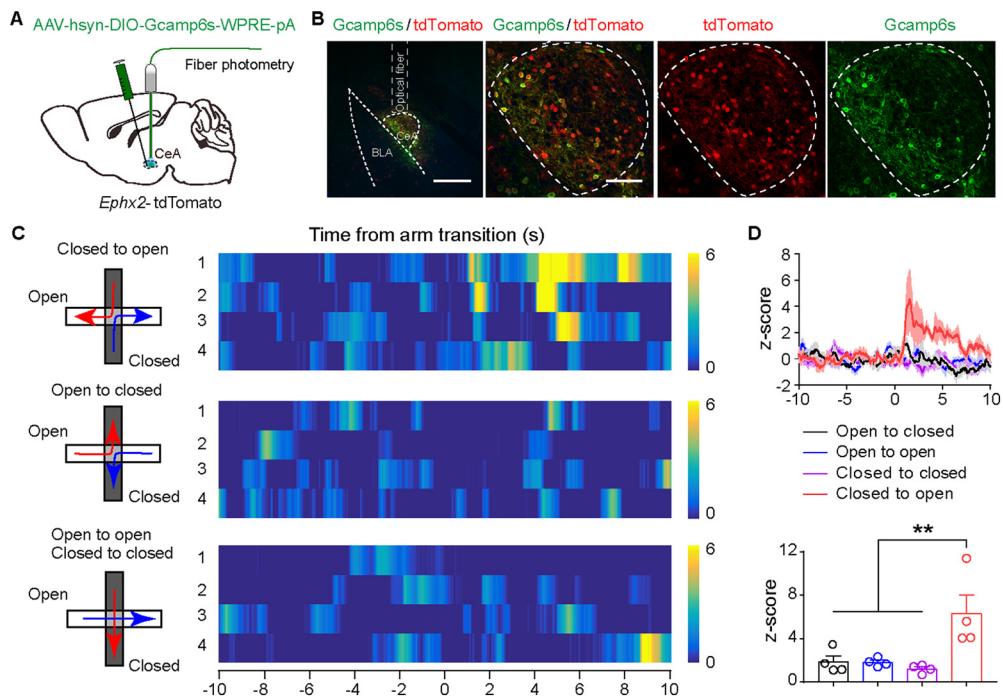 A
AAV-hsyn-DIO-Gcamp6s-WPRE-pA
Fiber photometry
CeA
Ephx2-tdTomato
B
Gcamp6s/tdTomato
Gcamp6s/tdTomato
tdTomato
Gcamp6s
Optical fiber
CeA
BLA
C
Time from arm transition (s)
Closed to open
Open
Closed
1
2
3
4
6
0
Open to closed
Open
Closed
1
2
3
4
6
0
Open to open
Closed to closed
Open
Closed
1
2
3
4
6
0
-10 -8 -6 -4 -2 0 2 4 6 8 10
D
z-score
8
6
4
2
0
-2
-10 -5 0 5 10
Open to closed
Open to open
Closed to closed
Closed to open
**
z-score
12
8
4
0